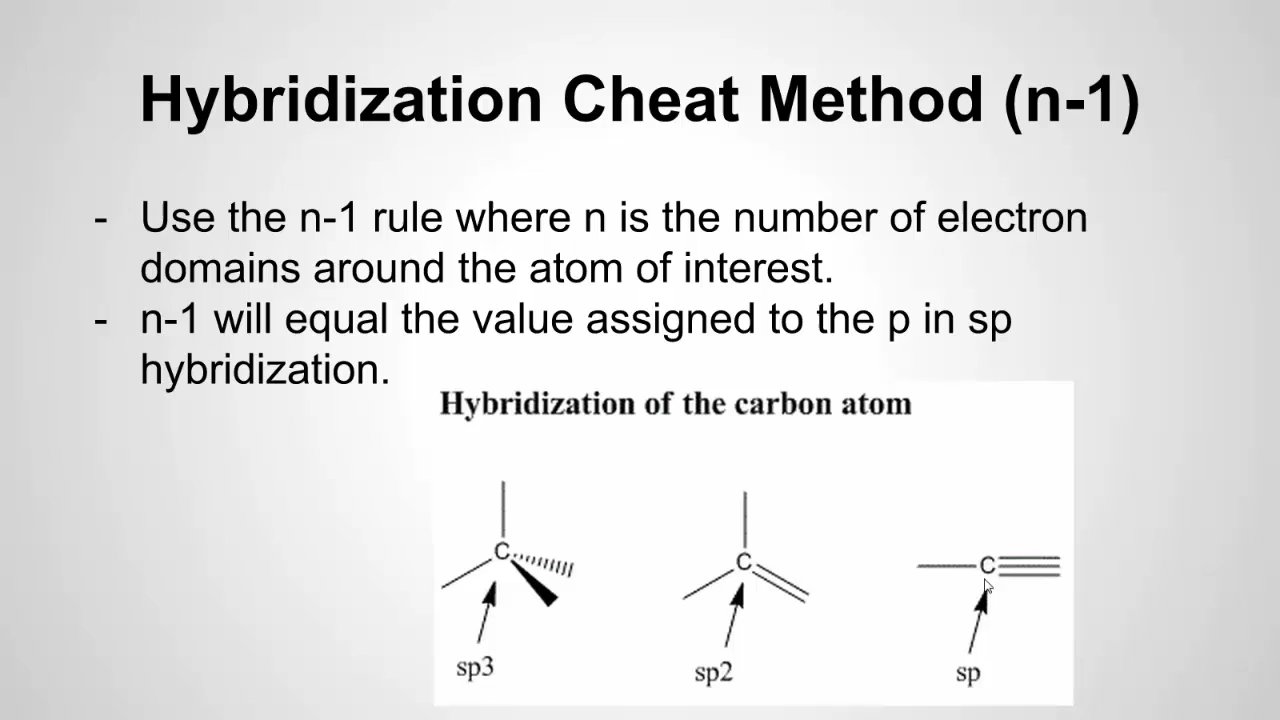 Hybridization Cheat Method (n-1)
- Use the n-1 rule where n is the number of electron
domains around the atom of interest.
- n-1 will equal the value assigned to the p in sp
hybridization.
Hybridization of the carbon atom
C
C
C
sp3
sp2
sp